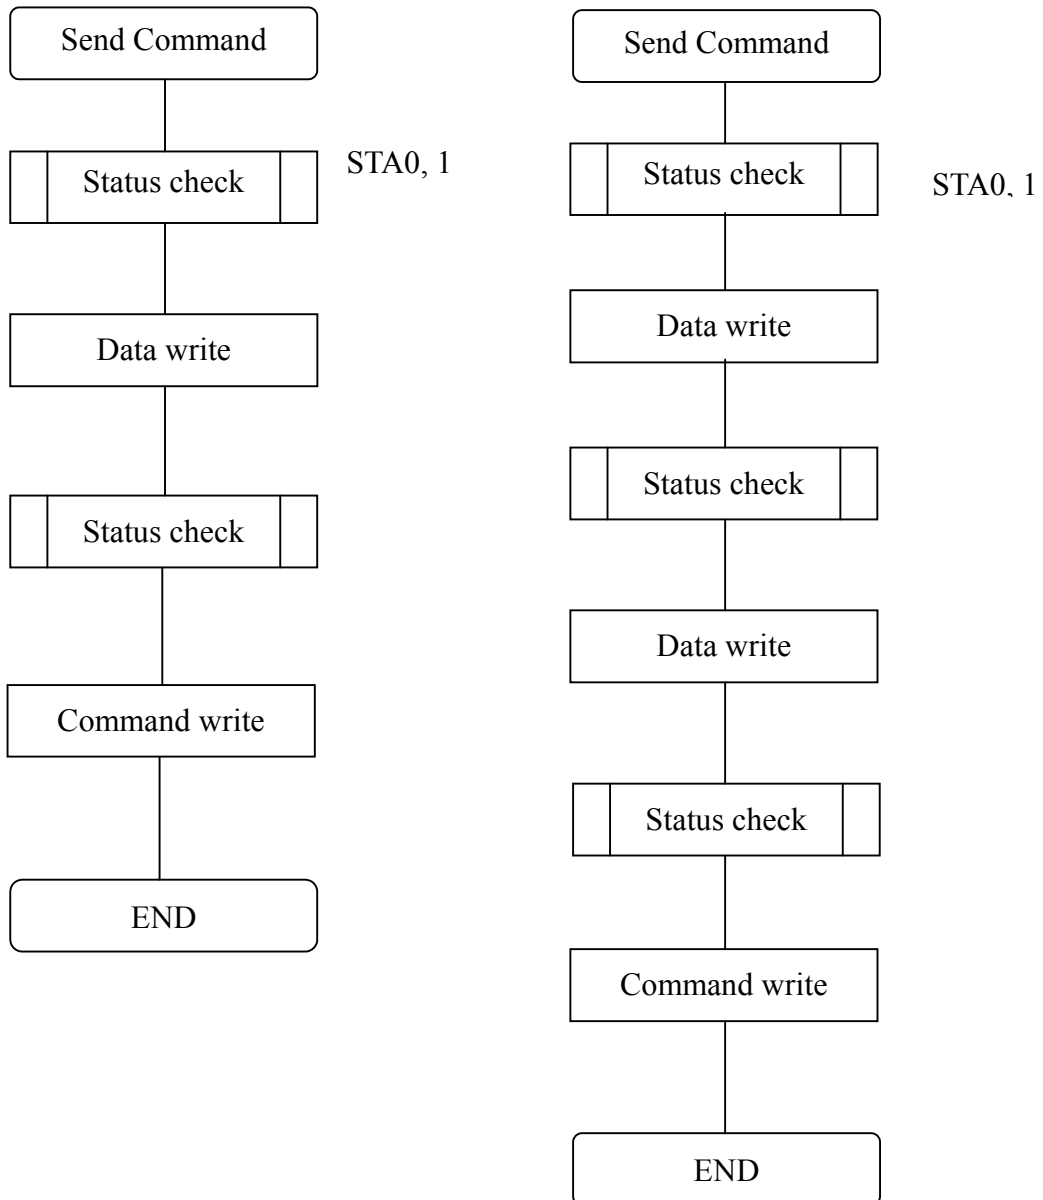 Send Command
Status check
STA0, 1
Data write
Status check
Command write
END
Send Command
Status check
STA0, 1
Data write
Status check
Data write
Status check
Command write
END